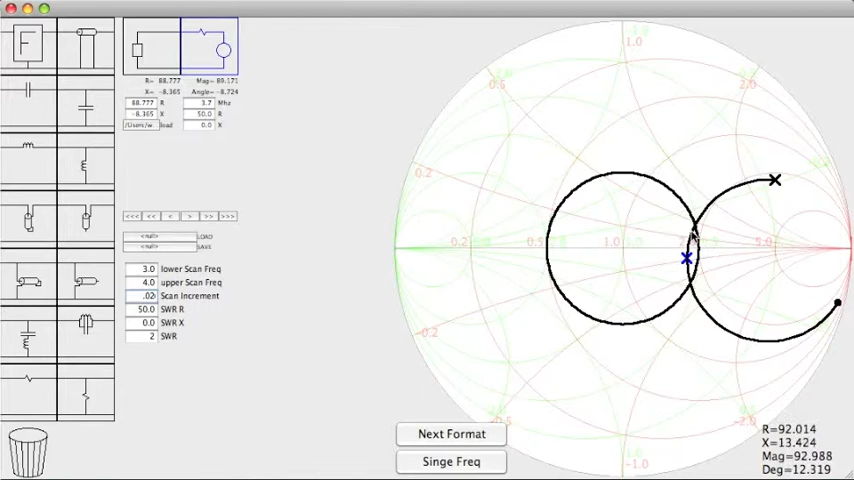 F
R= 88.777 Mag= 89.171
X= -8.365 Angle= -8.724
88.777 R 3.7 Mhz
-8.365 X 50.0 R
/Users/w.. load 0.0 X
<<< << < > >> >>>
<null> LOAD
<null> SAVE
3.0 lower Scan Freq
4.0 upper Scan Freq
.02 Scan Increment
50.0 SWR R
0.0 SWR X
2 SWR
1.0
0.5 2.0
0.2
0.2 0.5 1.0 5.0
-0.2
-0.5 -2.0
-1.0
Next Format
Singe Freq
R=92.014
X=13.424
Mag=92.988
Deg=12.319